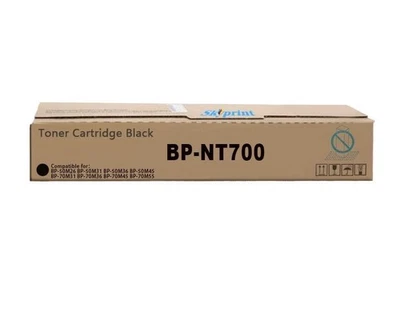 Skyprint
Toner Cartridge Black
BP-NT700
Compatible for:
BP-50M26 BP-50M31 BP-50M36 BP-50M45
BP-70M31 BP-70M36 BP-70M45 BP-70M55